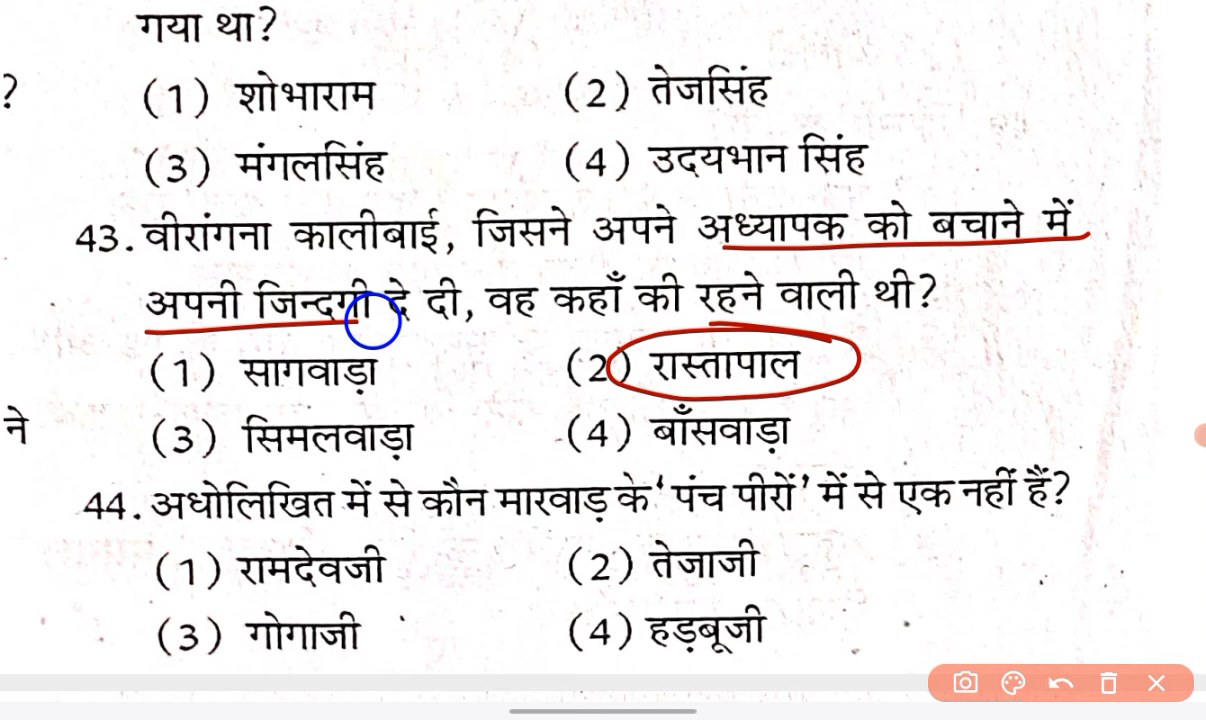 गया था?
?
(1) शोभाराम (2) तेजसिंह
(3) मंगलसिंह (4) उदयभान सिंह
43. वीरांगना कालीबाई, जिसने अपने अध्यापक को बचाने में
अपनी जिन्दगी दे दी, वह कहाँ की रहने वाली थी?
(1) सागवाड़ा (2) रास्तापाल
ने
(3) सिमलवाड़ा (4) बाँसवाड़ा
44. अधोलिखित में से कौन मारवाड़ के 'पंच पीरों' में से एक नहीं हैं?
(1) रामदेवजी (2) तेजाजी
(3) गोगाजी (4) हड़बूजी